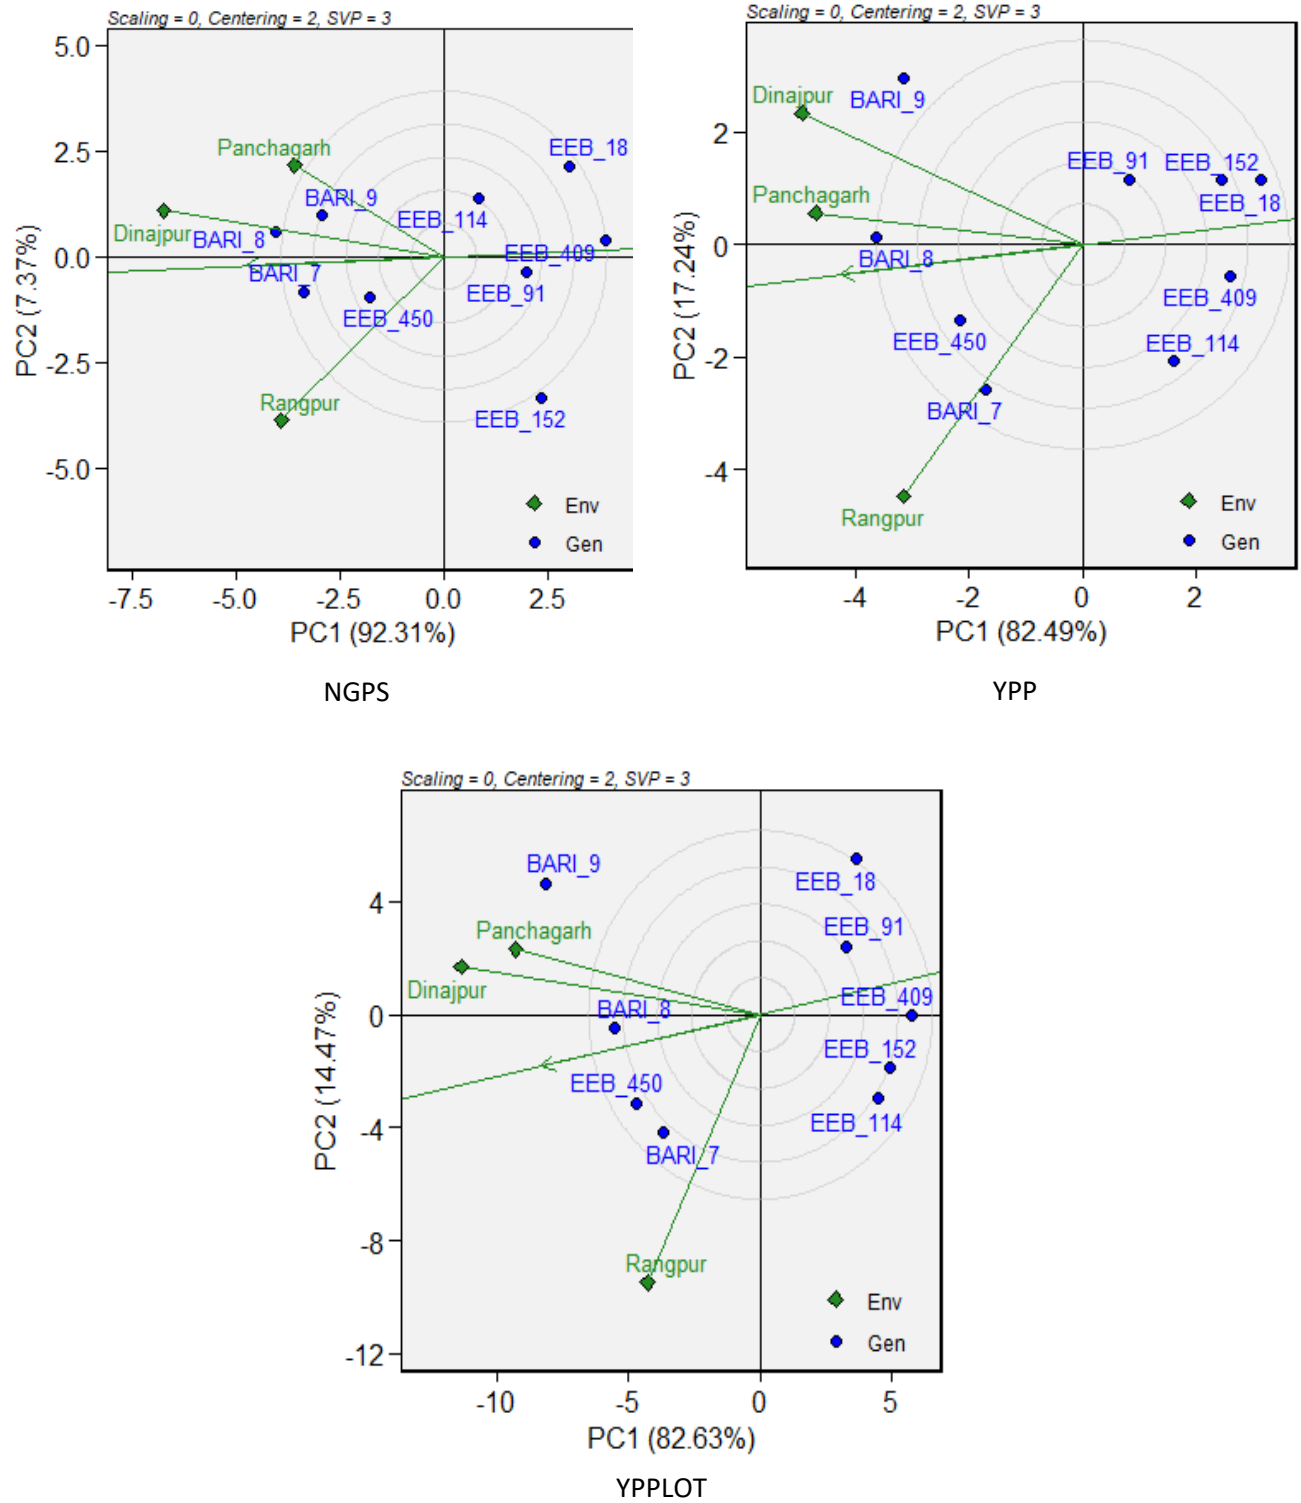 Scaling = 0, Centering = 2, SVP = 3
5.0
2.5
0.0
-2.5
-5.0
PC2 (7.37%)
Panchagarh
EEB_18
BARI_9
EEB_114
Dinajpur
BARI_8
EEB_409
BARI_7
EEB_91
EEB_450
Rangpur
EEB_152
Env
Gen
-7.5 -5.0 -2.5 0.0 2.5
PC1 (92.31%)
NGPS
Scaling = 0, Centering = 2, SVP = 3
2
0
-2
-4
PC2 (17.24%)
Dinajpur
BARI_9
EEB_91
EEB_152
Panchagarh
EEB_18
BARI_8
EEB_409
EEB_450
EEB_114
BARI_7
Rangpur
Env
Gen
-4 -2 0 2
PC1 (82.49%)
YPP
Scaling = 0, Centering = 2, SVP = 3
4
0
-4
-8
-12
PC2 (14.47%)
BARI_9
EEB_18
Panchagarh
EEB_91
Dinajpur
EEB_409
BARI_8
EEB_152
EEB_450
EEB_114
BARI_7
Rangpur
Env
Gen
-10 -5 0 5
PC1 (82.63%)
YPPLOT